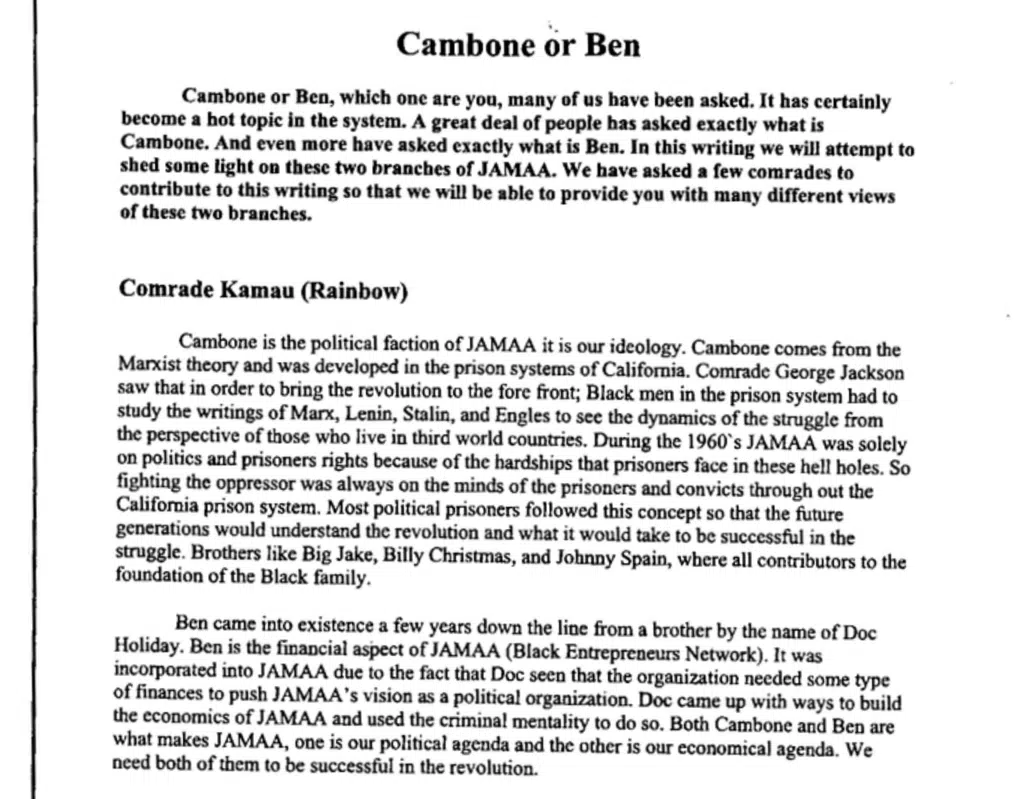 Cambone or Ben
Cambone or Ben, which one are you, many of us have been asked. It has certainly
become a hot topic in the system. A great deal of people has asked exactly what is
Cambone. And even more have asked exactly what is Ben. In this writing we will attempt to
shed some light on these two branches of JAMAA. We have asked a few comrades to
contribute to this writing so that we will be able to provide you with many different views
of these two branches.
Comrade Kamau (Rainbow)
Cambone is the political faction of JAMAA it is our ideology. Cambone comes from the
Marxist theory and was developed in the prison systems of California. Comrade George Jackson
saw that in order to bring the revolution to the fore front; Black men in the prison system had to
study the writings of Marx, Lenin, Stalin, and Engles to see the dynamics of the struggle from
the perspective of those who live in third world countries. During the 1960`s JAMAA was solely
on politics and prisoners rights because of the hardships that prisoners face in these hell holes. So
fighting the oppressor was always on the minds of the prisoners and convicts through out the
California prison system. Most political prisoners followed this concept so that the future
generations would understand the revolution and what it would take to be successful in the
struggle. Brothers like Big Jake, Billy Christmas, and Johnny Spain, where all contributors to the
foundation of the Black family.
Ben came into existence a few years down the line from a brother by the name of Doc
Holiday. Ben is the financial aspect of JAMAA (Black Entrepreneurs Network). It was
incorporated into JAMAA due to the fact that Doc seen that the organization needed some type
of finances to push JAMAA's vision as a political organization. Doc came up with ways to build
the economics of JAMAA and used the criminal mentality to do so. Both Cambone and Ben are
what makes JAMAA, one is our political agenda and the other is our economical agenda. We
need both of them to be successful in the revolution.